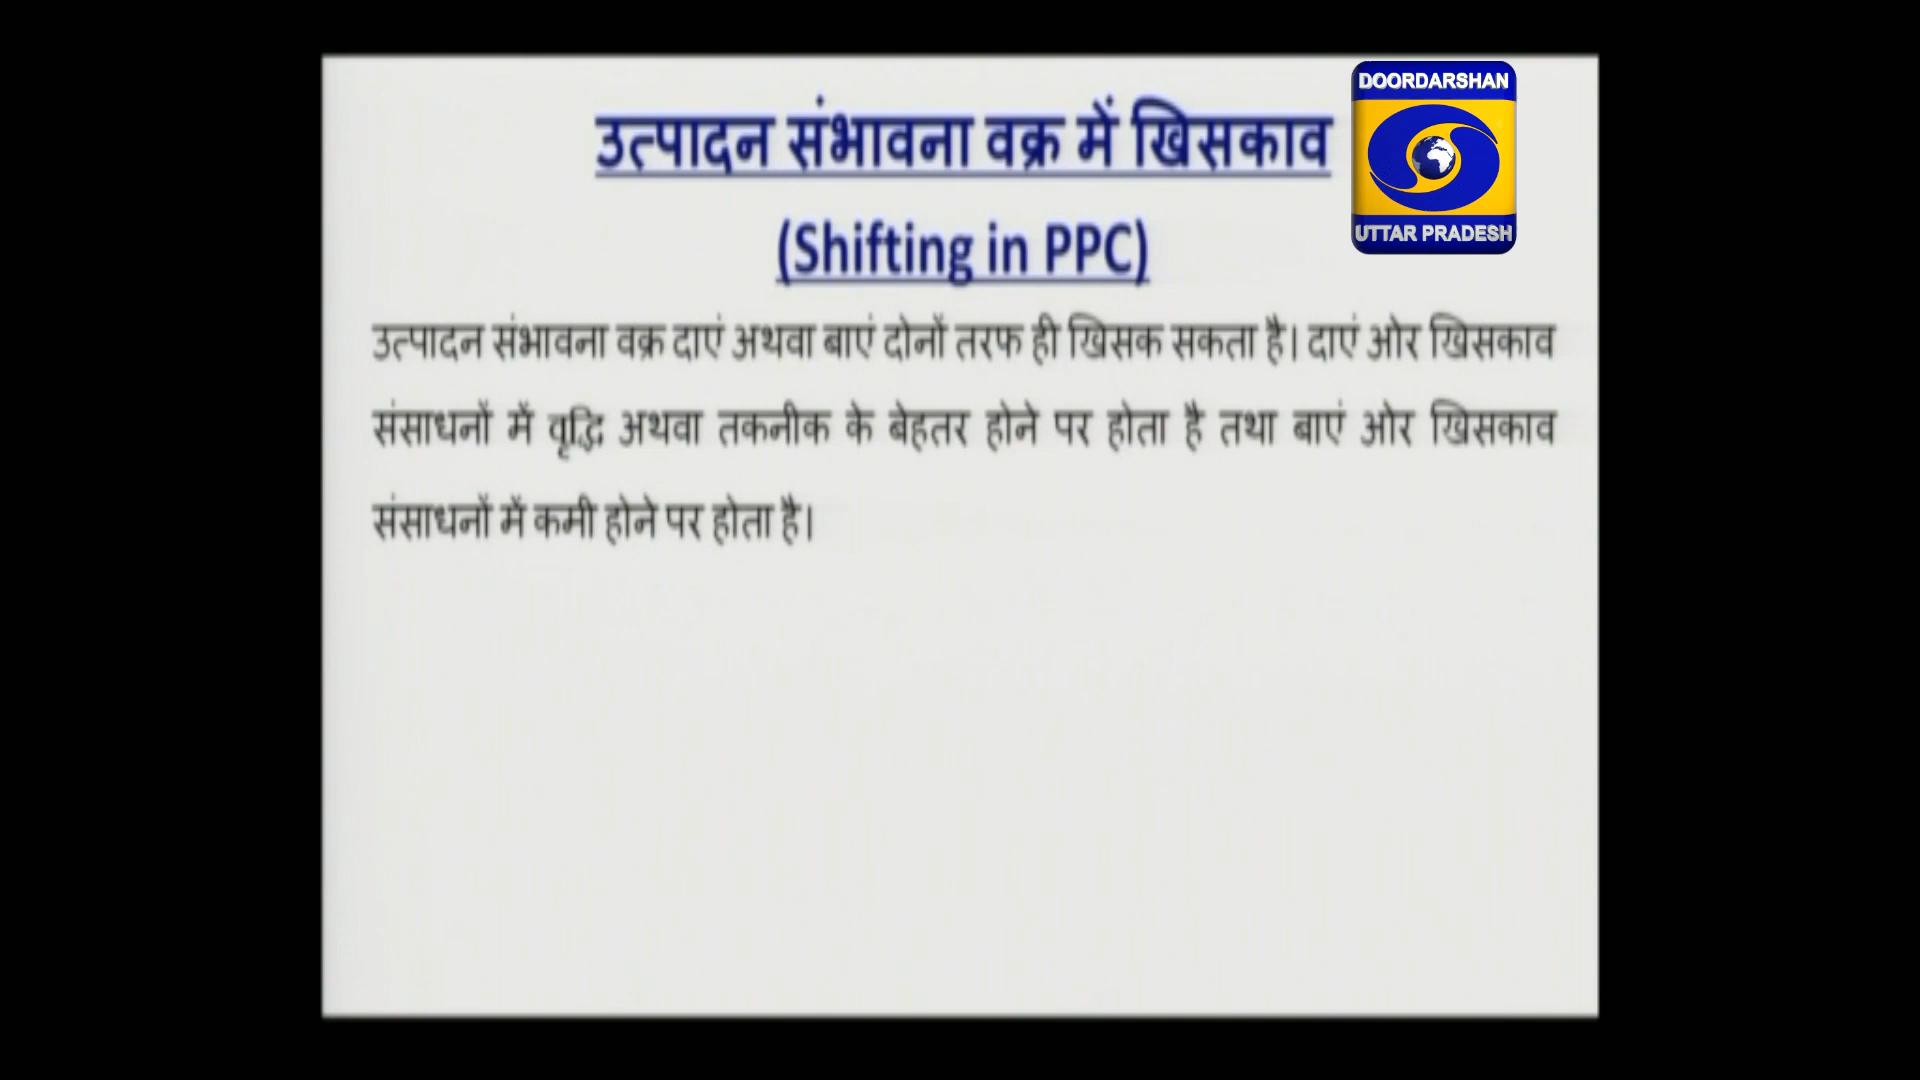 उत्पादन संभावना वक्र में खिसकाव
(Shifting in PPC)
DOORDARSHAN
UTTAR PRADESH
उत्पादन संभावना वक्र दाएं अथवा बाएं दोनों तरफ ही खिसक सकता है। दाएं ओर खिसकाव
संसाधनों में वृद्धि अथवा तकनीक के बेहतर होने पर होता है तथा बाएं ओर खिसकाव
संसाधनों में कमी होने पर होता है।